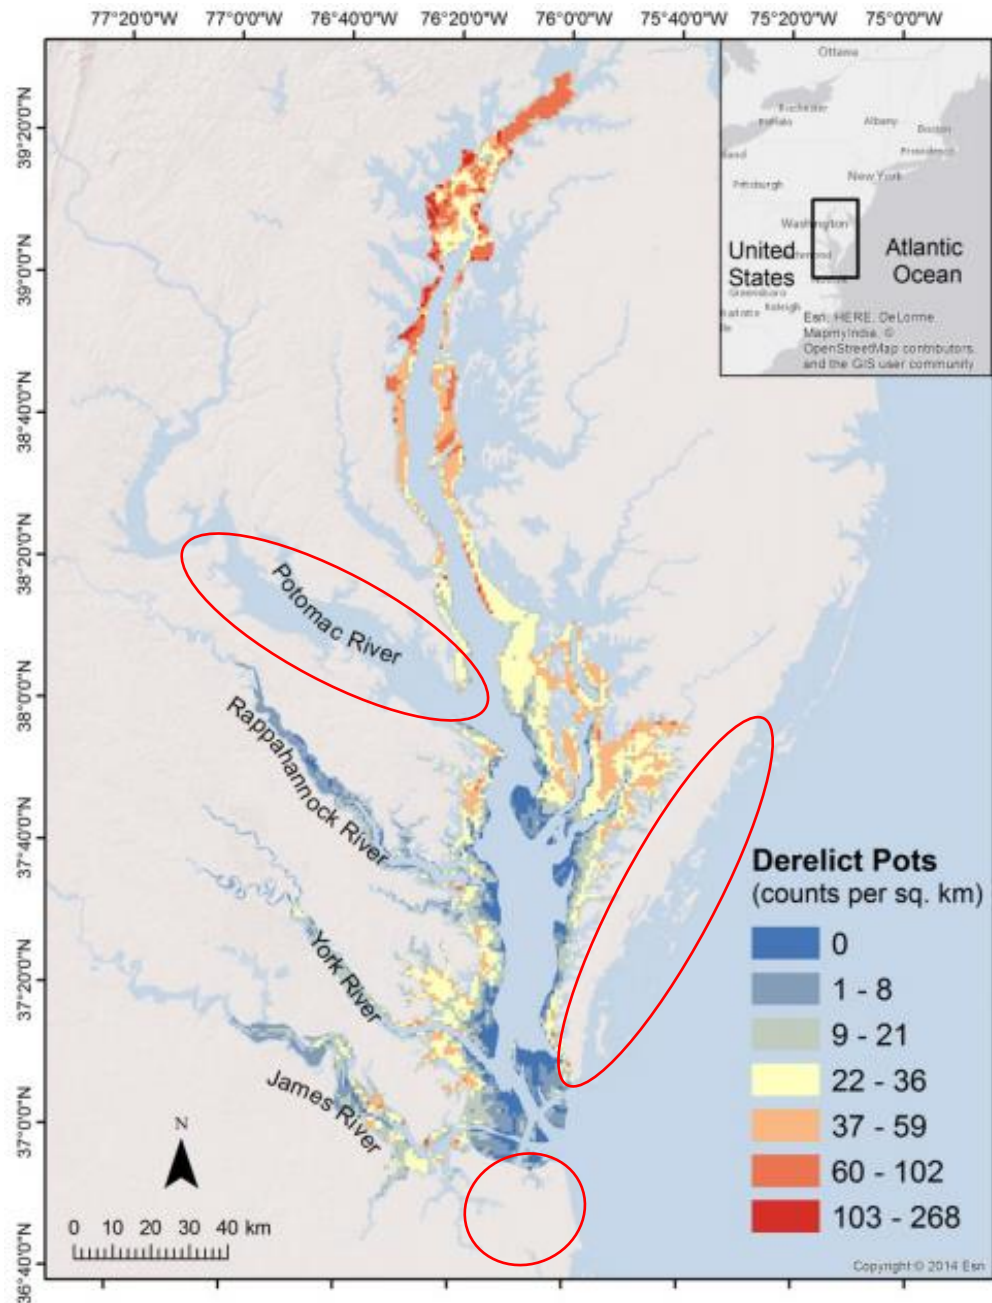 77°20'0"W 77°0'0"W 76°40'0"W 76°20'0"W 76°0'0"W 75°40'0"W 75°20'0"W 75°0'0"W
39°20'0"N
39°0'0"N
38°40'0"N
38°20'0"N
38°0'0"N
37°40'0"N
37°20'0"N
37°0'0"N
36°40'0"N
Ottawa
Rochester
Buffalo
Albany
Boston
Providence
New York
Pittsburgh
Washington
United
States
Atlantic
Ocean
Greensboro
Raleigh
Esri, HERE, DeLorme,
MapmyIndia, ©
OpenStreetMap contributors,
and the GIS user community
Potomac River
Rappahannock River
York River
James River
N
0 10 20 30 40 km
Derelict Pots
(counts per sq. km)
0
1 - 8
9 - 21
22 - 36
37 - 59
60 - 102
103 - 268
Copyright © 2014 Esri